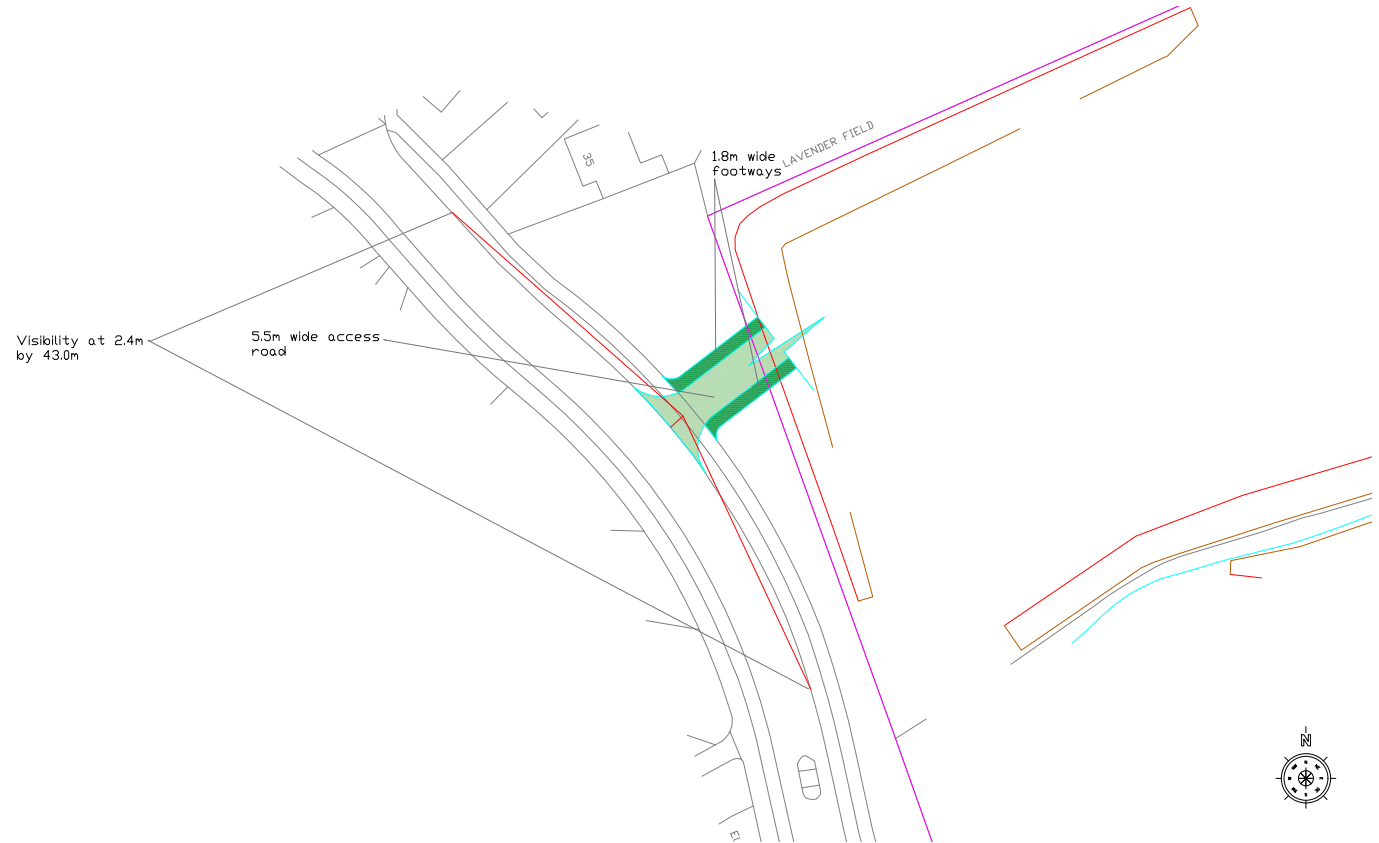 LAVENDER FIELD
35
1.8m wide
footways
Visibility at 2.4m
by 43.0m
5.5m wide access
road
N